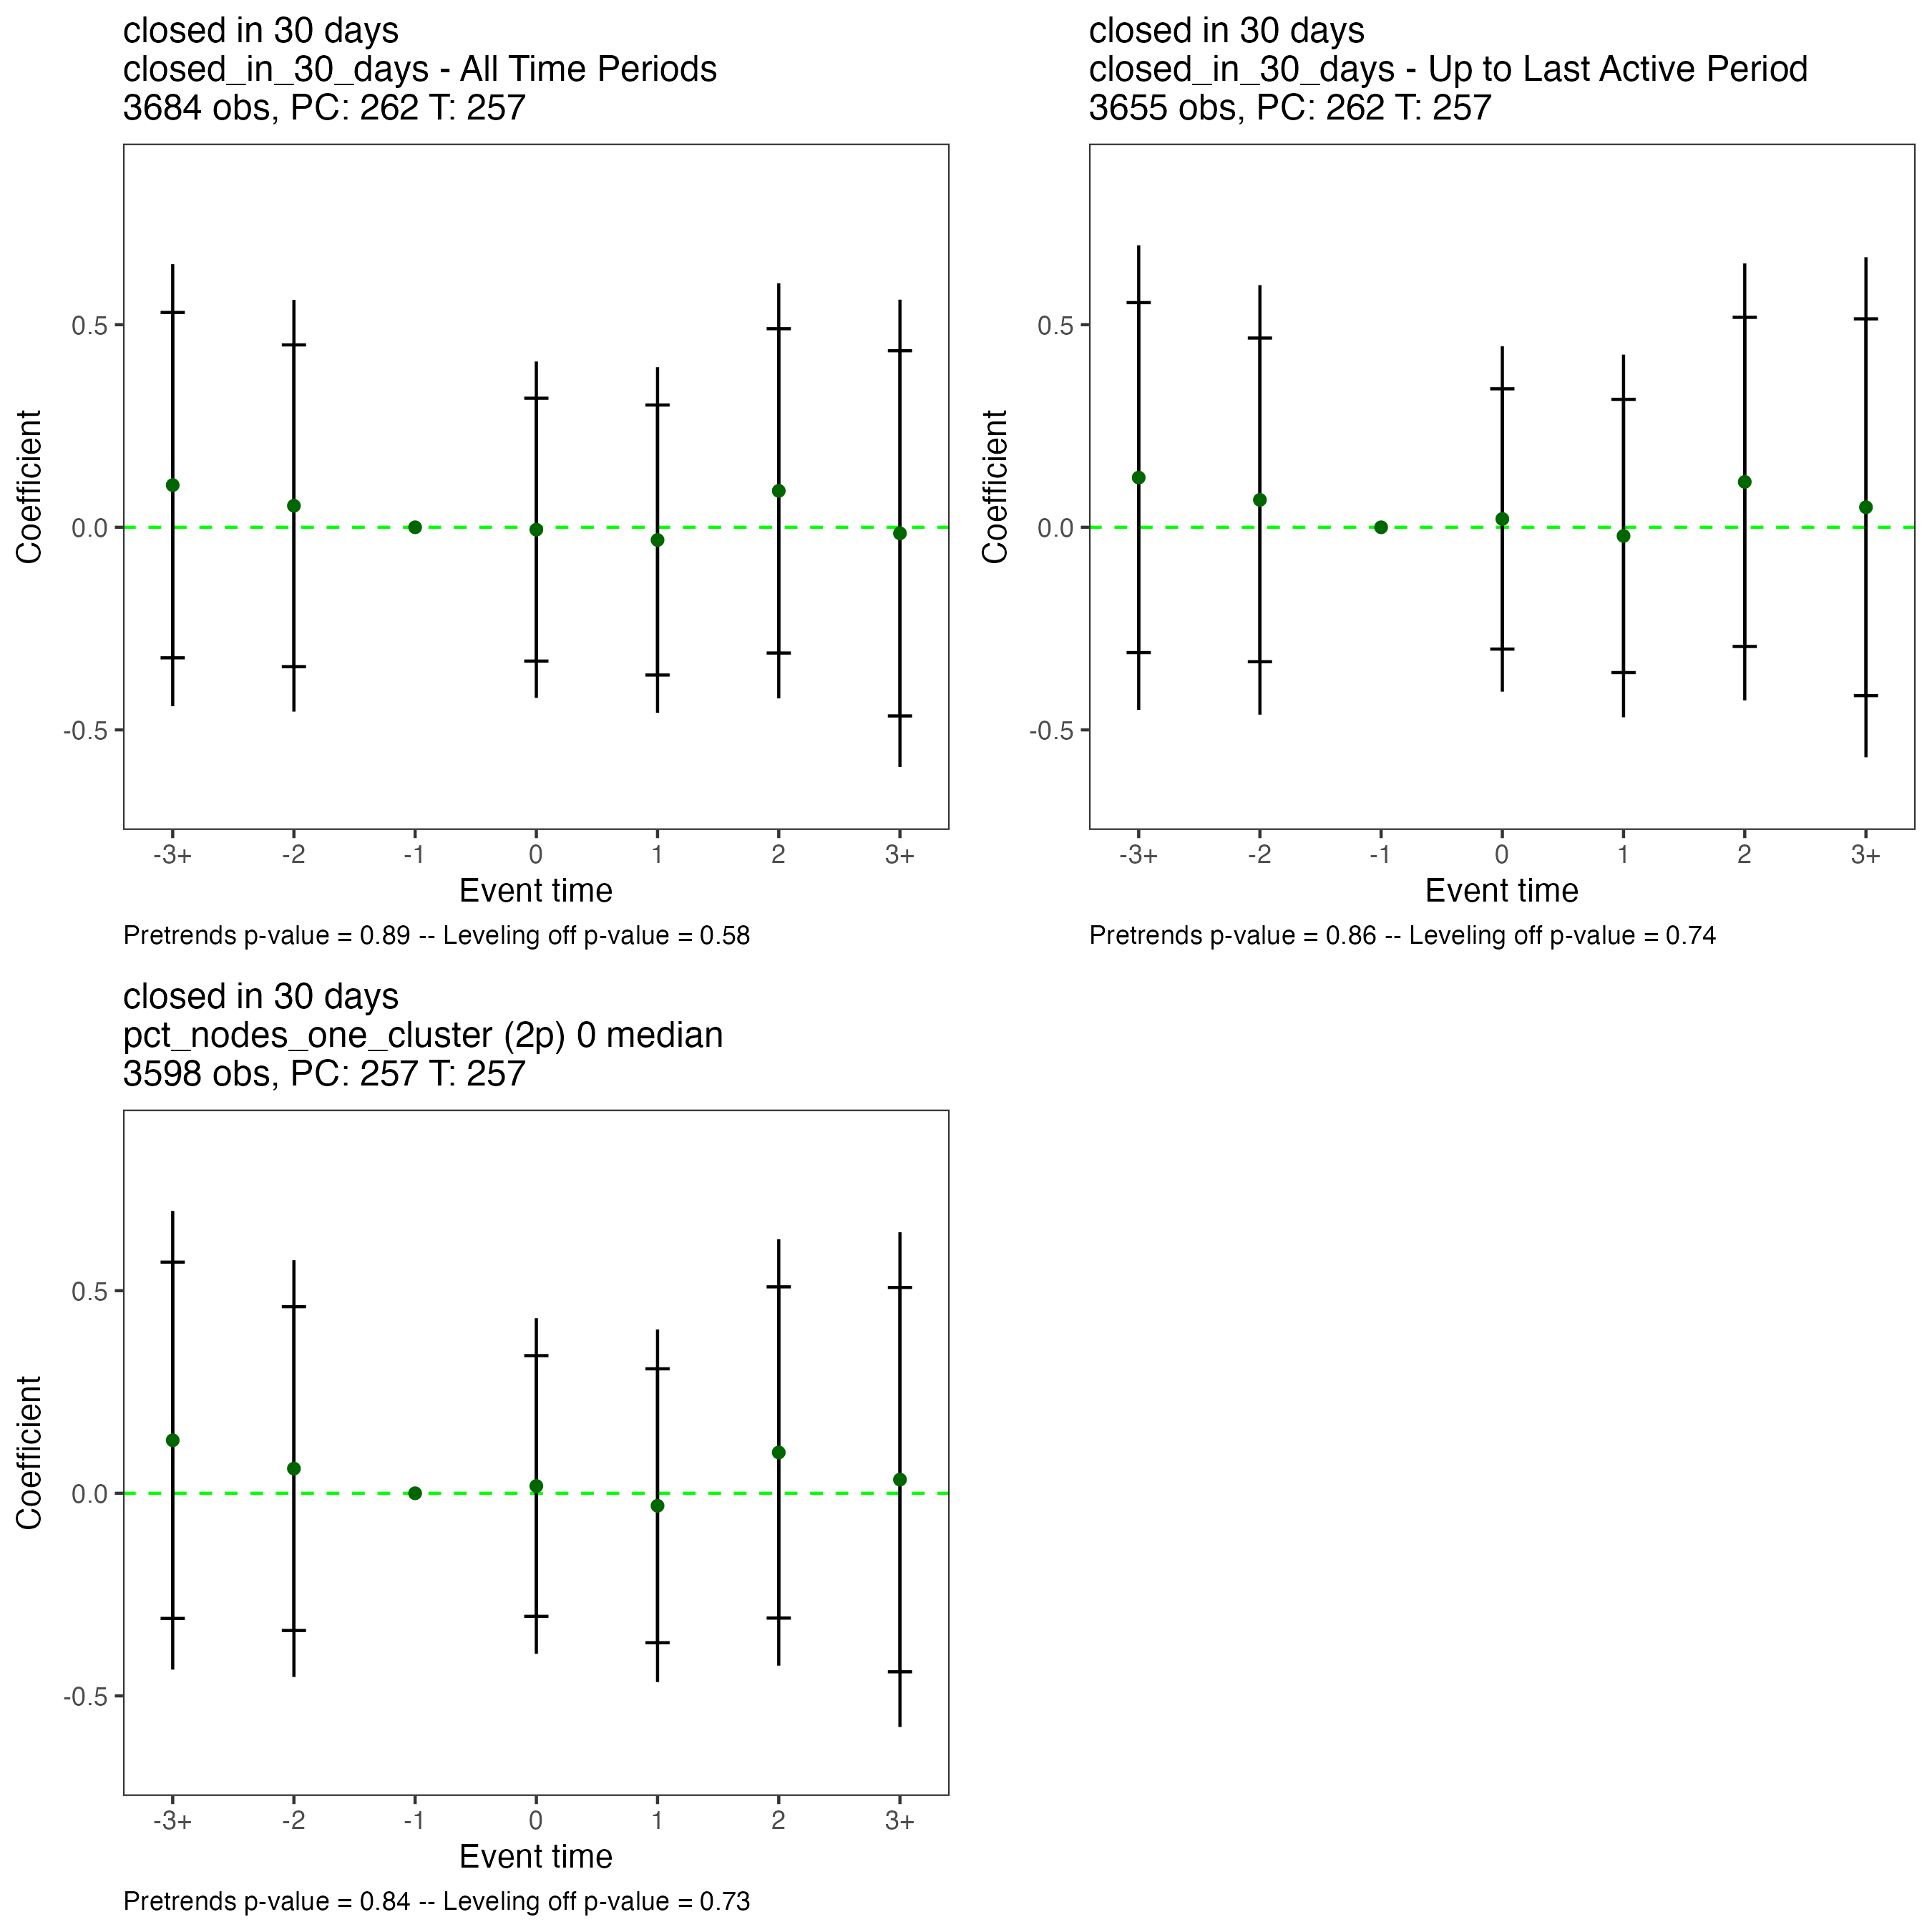 closed in 30 days
closed_in_30_days - All Time Periods
3684 obs, PC: 262 T: 257
Coefficient
0.5
0.0
-0.5
-3+ -2 -1 0 1 2 3+
Event time
Pretrends p-value = 0.89 -- Leveling off p-value = 0.58
closed in 30 days
closed_in_30_days - Up to Last Active Period
3655 obs, PC: 262 T: 257
Coefficient
0.5
0.0
-0.5
-3+ -2 -1 0 1 2 3+
Event time
Pretrends p-value = 0.86 -- Leveling off p-value = 0.74
closed in 30 days
pct_nodes_one_cluster (2p) 0 median
3598 obs, PC: 257 T: 257
Coefficient
0.5
0.0
-0.5
-3+ -2 -1 0 1 2 3+
Event time
Pretrends p-value = 0.84 -- Leveling off p-value = 0.73